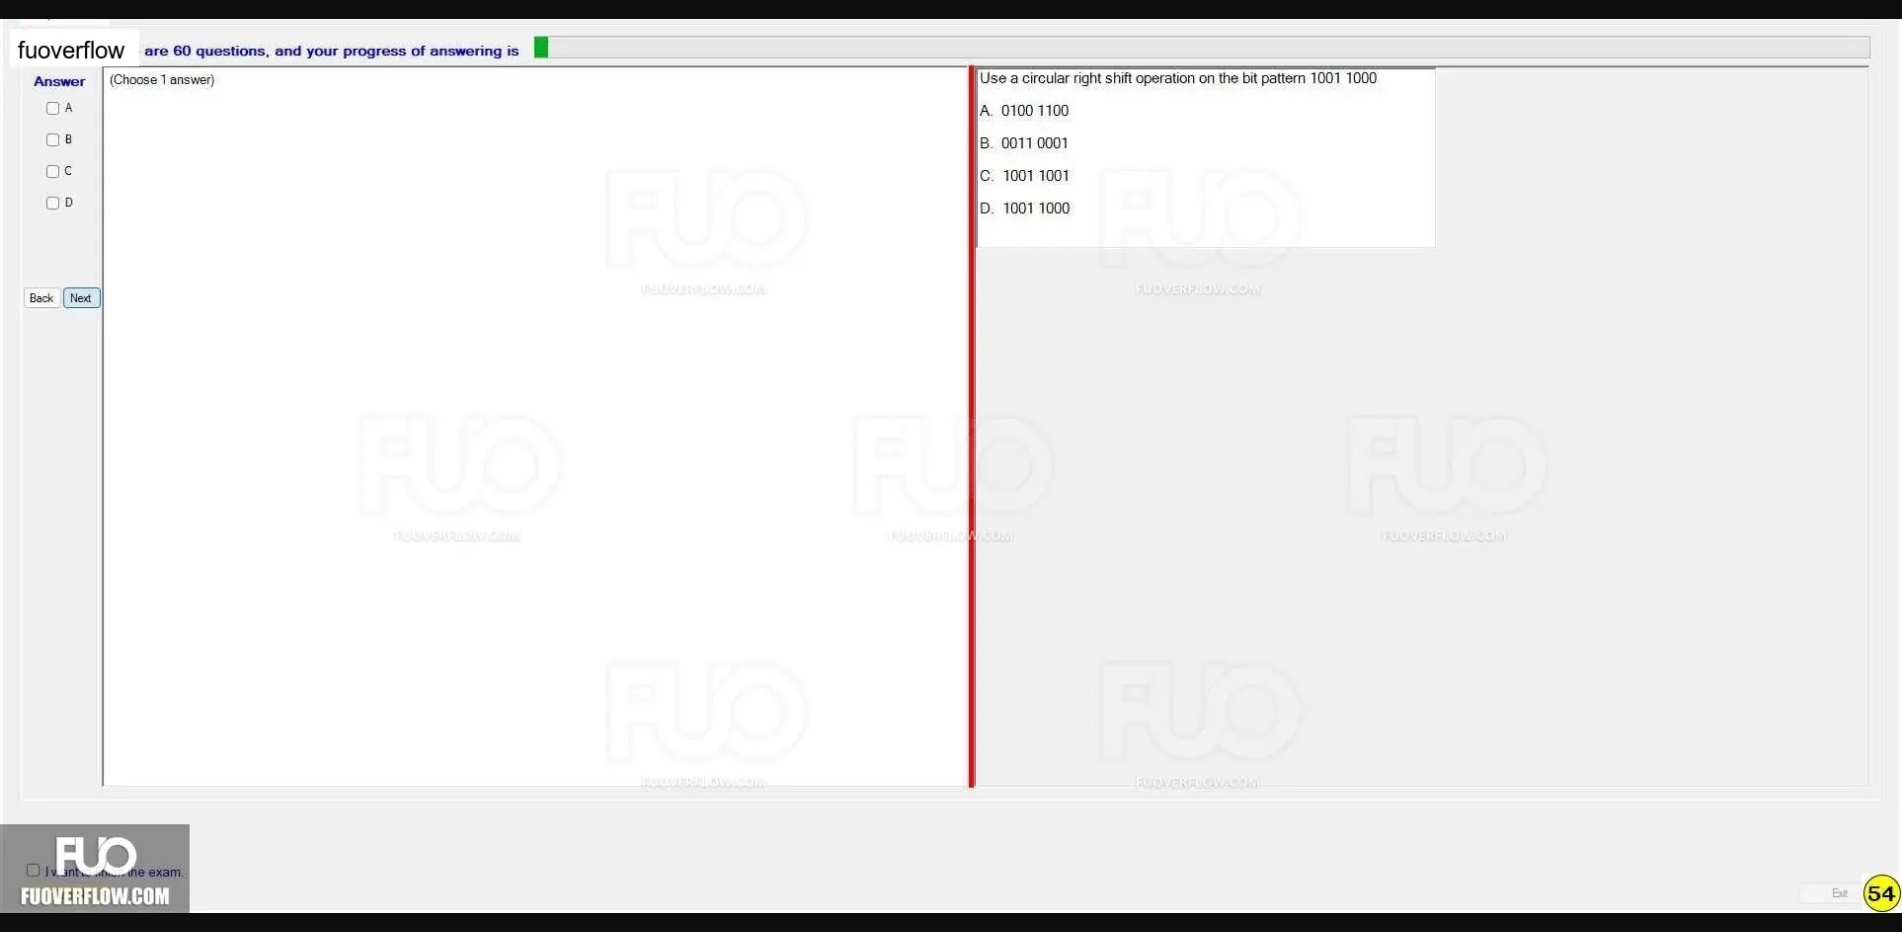 fuoverflow are 60 questions, and your progress of answering is
Answer
(Choose 1 answer)
A
B
C
D
Back Next
Use a circular right shift operation on the bit pattern 1001 1000
A. 0100 1100
B. 0011 0001
C. 1001 1001
D. 1001 1000
FUO
FUOVERFLOW.COM
FUO
FUOVERFLOW.COM
FUO
FUOVERFLOW.COM
FUO
FUOVERFLOW.COM
FUO
FUOVERFLOW.COM
FUO
FUOVERFLOW.COM
FUO
FUOVERFLOW.COM
FUO
I want the exam.
FUOVERFLOW.COM
Exit
54